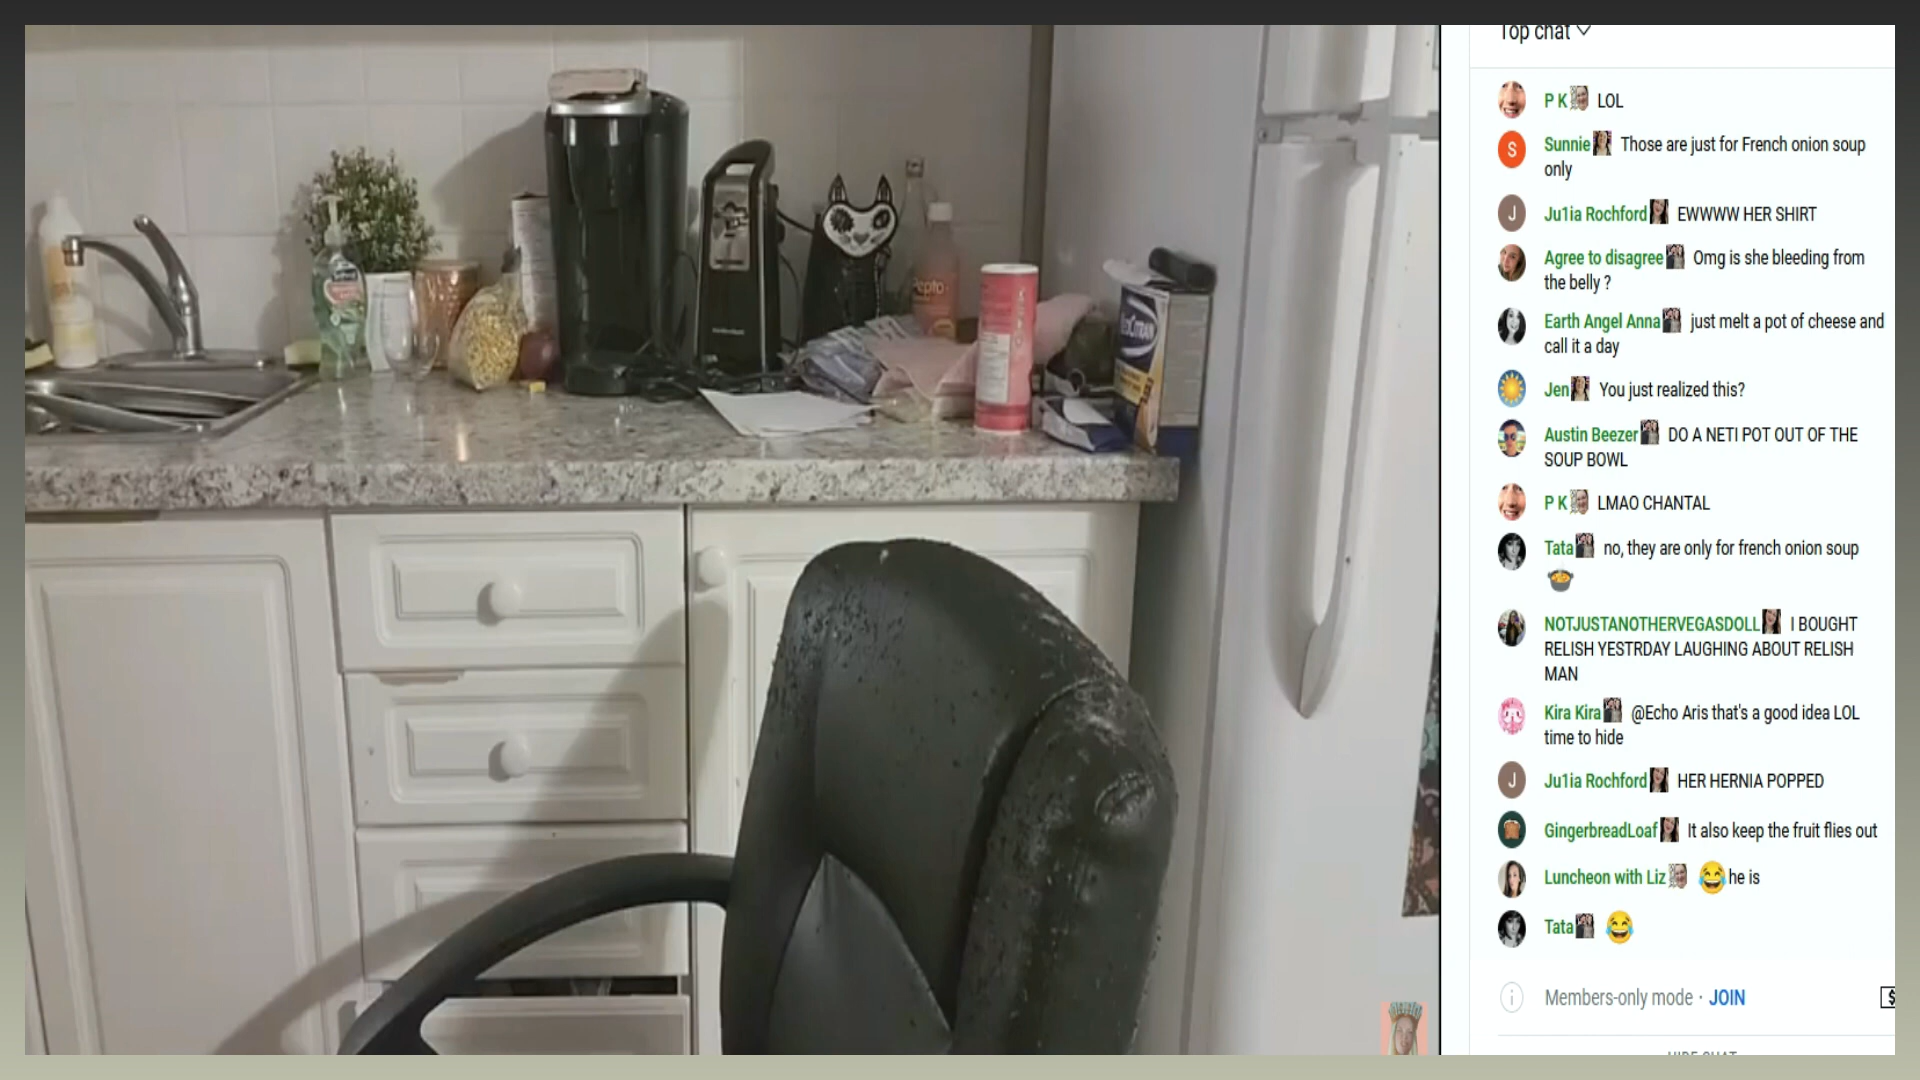 Top chat
P K LOL
Sunnie Those are just for French onion soup
only
Ju1ia Rochford EWWWW HER SHIRT
Agree to disagree Omg is she bleeding from
the belly ?
Earth Angel Anna just melt a pot of cheese and
call it a day
Jen You just realized this?
Austin Beezer DO A NETI POT OUT OF THE
SOUP BOWL
P K LMAO CHANTAL
Tata no, they are only for french onion soup
NOTJUSTANOTHERVEGASDOLL I BOUGHT
RELISH YESTRDAY LAUGHING ABOUT RELISH
MAN
Kira Kira @Echo Aris that's a good idea LOL
time to hide
Ju1ia Rochford HER HERNIA POPPED
GingerbreadLoaf It also keep the fruit flies out
Luncheon with Liz 😂 he is
Tata 😂
Members-only mode · JOIN
Pepto
S
J
J
$